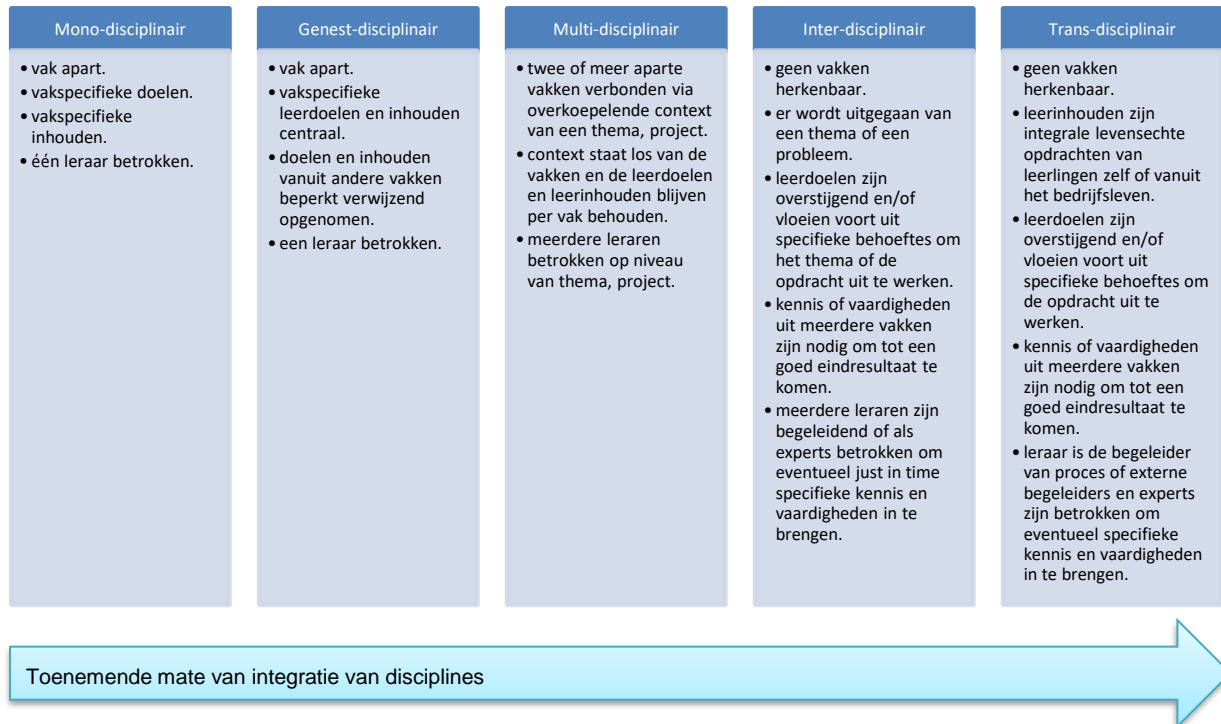 Mono-disciplinair
• vak apart.
• vakspecifieke doelen.
• vakspecifieke
inhouden.
• één leraar betrokken.
Genest-disciplinair
• vak apart.
• vakspecifieke
leerdoelen en inhouden
centraal.
• doelen en inhouden
vanuit andere vakken
beperkt verwijzend
opgenomen.
• een leraar betrokken.
Multi-disciplinair
• twee of meer aparte
vakken verbonden via
overkoepelende context
van een thema, project.
• context staat los van de
vakken en de leerdoelen
en leerinhouden blijven
per vak behouden.
• meerdere leraren
betrokken op niveau
van thema, project.
Inter-disciplinair
• geen vakken
herkenbaar.
• er wordt uitgegaan van
een thema of een
probleem.
• leerdoelen zijn
overstijgend en/of
vloeien voort uit
specifieke behoeftes om
het thema of de
opdracht uit te werken.
• kennis of vaardigheden
uit meerdere vakken
zijn nodig om tot een
goed eindresultaat te
komen.
• meerdere leraren zijn
begeleidend of als
experts betrokken om
eventueel just in time
specifieke kennis en
vaardigheden in te
brengen.
Trans-disciplinair
• geen vakken
herkenbaar.
• leerinhouden zijn
integrale levensechte
opdrachten van
leerlingen zelf of vanuit
het bedrijfsleven.
• leerdoelen zijn
overstijgend en/of
vloeien voort uit
specifieke behoeftes om
de opdracht uit te
werken.
• kennis of vaardigheden
uit meerdere vakken
zijn nodig om tot een
goed eindresultaat te
komen.
• leraar is de begeleider
van proces of externe
begeleiders en experts
zijn betrokken om
eventueel specifieke
kennis en vaardigheden
in te brengen.
Toenemende mate van integratie van disciplines